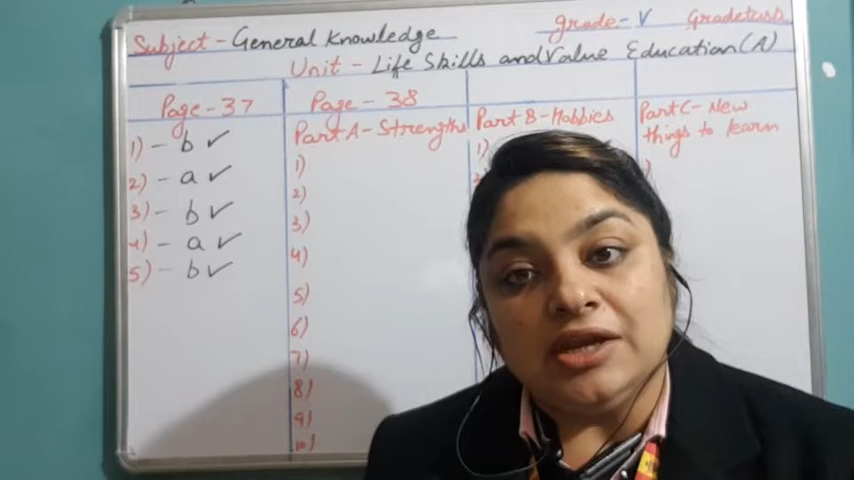 Subject - General Knowledge
grade - V Gradetuss
Unit - Life Skills and Value Education (A)
Page - 37
1) - b ✓
2) - a ✓
3) - b ✓
4) - a ✓
5) - b ✓
Page - 38
Part A - Strengths
1)
2)
3)
4)
5)
6)
7)
8)
9)
10)
Part B - Hobbies
1)
Part C - New
things to learn